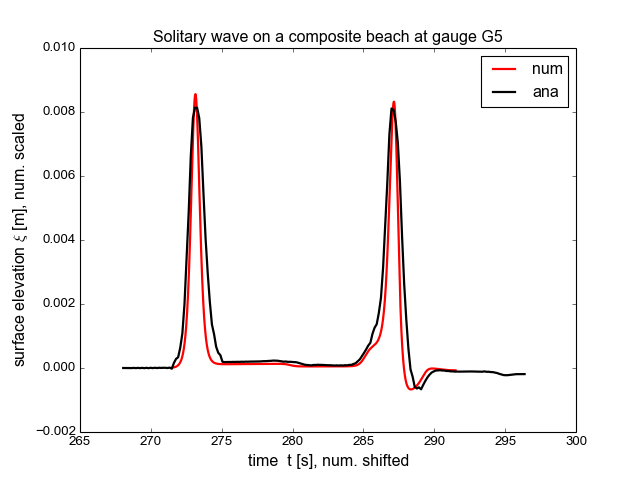 Solitary wave on a composite beach at gauge G5
0.010
0.008
0.006
0.004
0.002
0.000
−0.002
surface elevation ξ [m], num. scaled
num
ana
265 270 275 280 285 290 295 300
time t [s], num. shifted